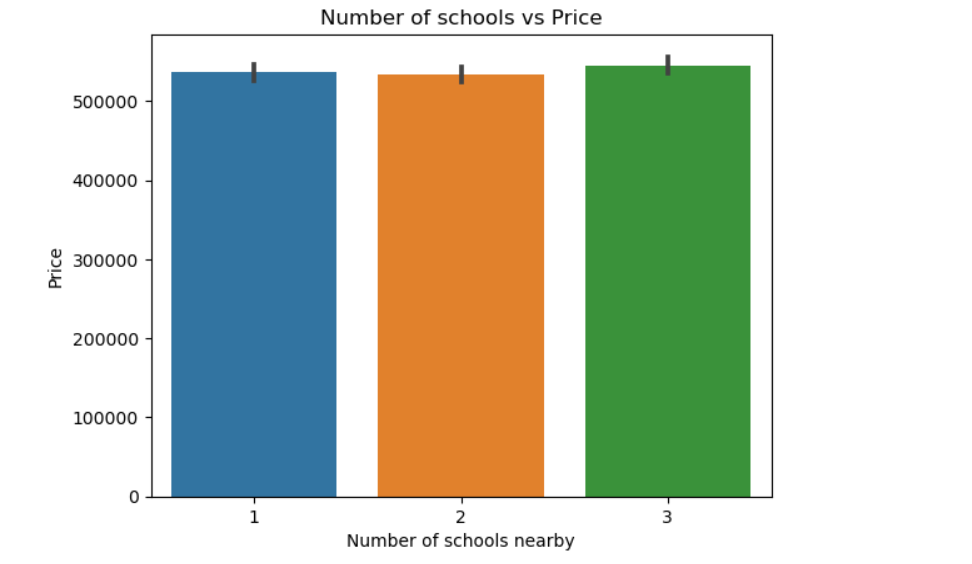 Number of schools vs Price
Price
500000
400000
300000
200000
100000
0
1 2 3
Number of schools nearby